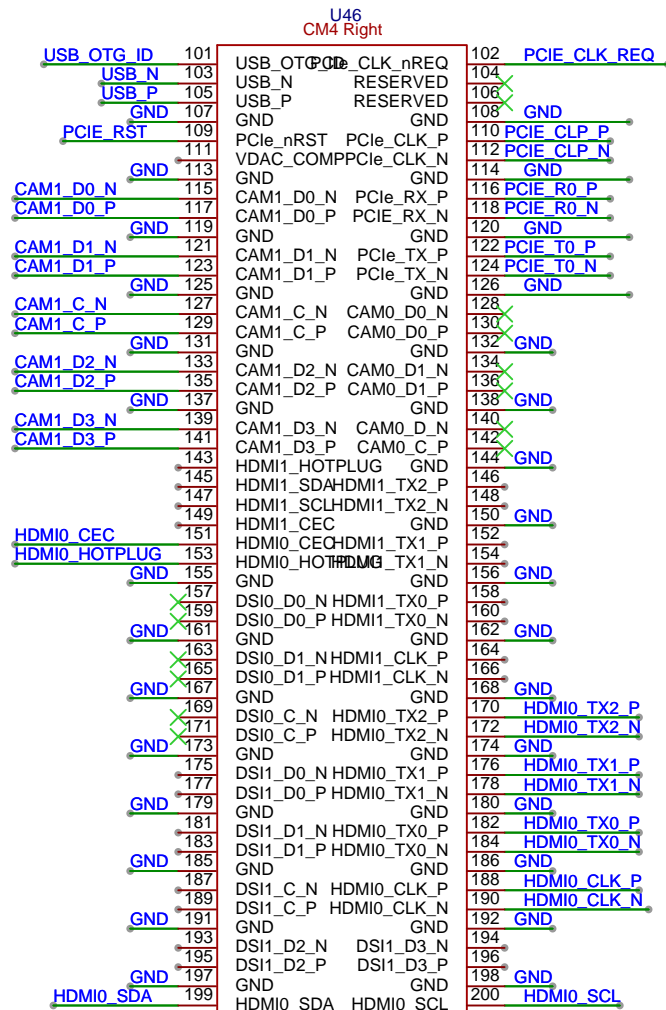 U46
CM4 Right
USB_OTG_ID 101 USB_OTG_ID PCIe_CLK_nREQ 102 PCIE_CLK_REQ
USB_N 103 USB_N RESERVED 104
USB_P 105 USB_P RESERVED 106
GND 107 GND GND 108 GND
PCIE_RST 109 PCIe_nRST PCIe_CLK_P 110 PCIE_CLP_P
111 VDAC_COMP PCIe_CLK_N 112 PCIE_CLP_N
GND 113 GND GND 114 GND
CAM1_D0_N 115 CAM1_D0_N PCIe_RX_P 116 PCIE_R0_P
CAM1_D0_P 117 CAM1_D0_P PCIE_RX_N 118 PCIE_R0_N
GND 119 GND GND 120 GND
CAM1_D1_N 121 CAM1_D1_N PCIe_TX_P 122 PCIE_T0_P
CAM1_D1_P 123 CAM1_D1_P PCIe_TX_N 124 PCIE_T0_N
GND 125 GND GND 126 GND
CAM1_C_N 127 CAM1_C_N CAM0_D0_N 128
CAM1_C_P 129 CAM1_C_P CAM0_D0_P 130
GND 131 GND GND 132 GND
CAM1_D2_N 133 CAM1_D2_N CAM0_D1_N 134
CAM1_D2_P 135 CAM1_D2_P CAM0_D1_P 136
GND 137 GND GND 138 GND
CAM1_D3_N 139 CAM1_D3_N CAM0_D_N 140
CAM1_D3_P 141 CAM1_D3_P CAM0_C_P 142
143 HDMI1_HOTPLUG GND 144 GND
145 HDMI1_SDA HDMI1_TX2_P 146
147 HDMI1_SCL HDMI1_TX2_N 148
149 HDMI1_CEC GND 150 GND
HDMI0_CEC 151 HDMI0_CEC HDMI1_TX1_P 152
HDMI0_HOTPLUG 153 HDMI0_HOTPLUG HDMI1_TX1_N 154
GND 155 GND GND 156 GND
157 DSI0_D0_N HDMI1_TX0_P 158
159 DSI0_D0_P HDMI1_TX0_N 160
GND 161 GND GND 162 GND
163 DSI0_D1_N HDMI1_CLK_P 164
165 DSI0_D1_P HDMI1_CLK_N 166
GND 167 GND GND 168 GND
169 DSI0_C_N HDMI0_TX2_P 170 HDMI0_TX2_P
171 DSI0_C_P HDMI0_TX2_N 172 HDMI0_TX2_N
GND 173 GND GND 174 GND
175 DSI1_D0_N HDMI0_TX1_P 176 HDMI0_TX1_P
177 DSI1_D0_P HDMI0_TX1_N 178 HDMI0_TX1_N
GND 179 GND GND 180 GND
181 DSI1_D1_N HDMI0_TX0_P 182 HDMI0_TX0_P
183 DSI1_D1_P HDMI0_TX0_N 184 HDMI0_TX0_N
GND 185 GND GND 186 GND
187 DSI1_C_N HDMI0_CLK_P 188 HDMI0_CLK_P
189 DSI1_C_P HDMI0_CLK_N 190 HDMI0_CLK_N
GND 191 GND GND 192 GND
193 DSI1_D2_N DSI1_D3_N 194
195 DSI1_D2_P DSI1_D3_P 196
GND 197 GND GND 198 GND
HDMI0_SDA 199 HDMI0_SDA HDMI0_SCL 200 HDMI0_SCL